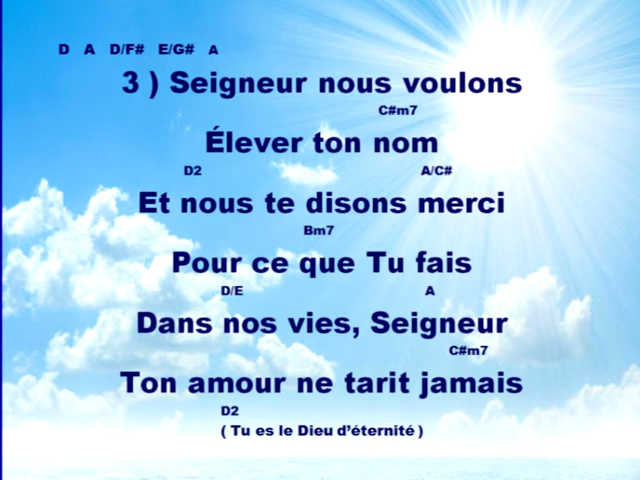 D A D/F# E/G# A
3 ) Seigneur nous voulons
C#m7
Élever ton nom
D2 A/C#
Et nous te disons merci
Bm7
Pour ce que Tu fais
D/E A
Dans nos vies, Seigneur
C#m7
Ton amour ne tarit jamais
D2
( Tu es le Dieu d’éternité )